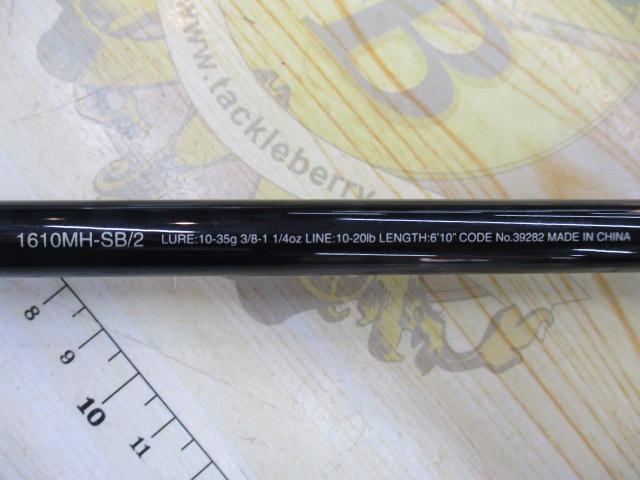 www.tackleberry
B
1610MH-SB/2 LURE:10-35g 3/8-1 1/4oz LINE:10-20lb LENGTH:6'10" CODE No.39282 MADE IN CHINA
8
9
10
11